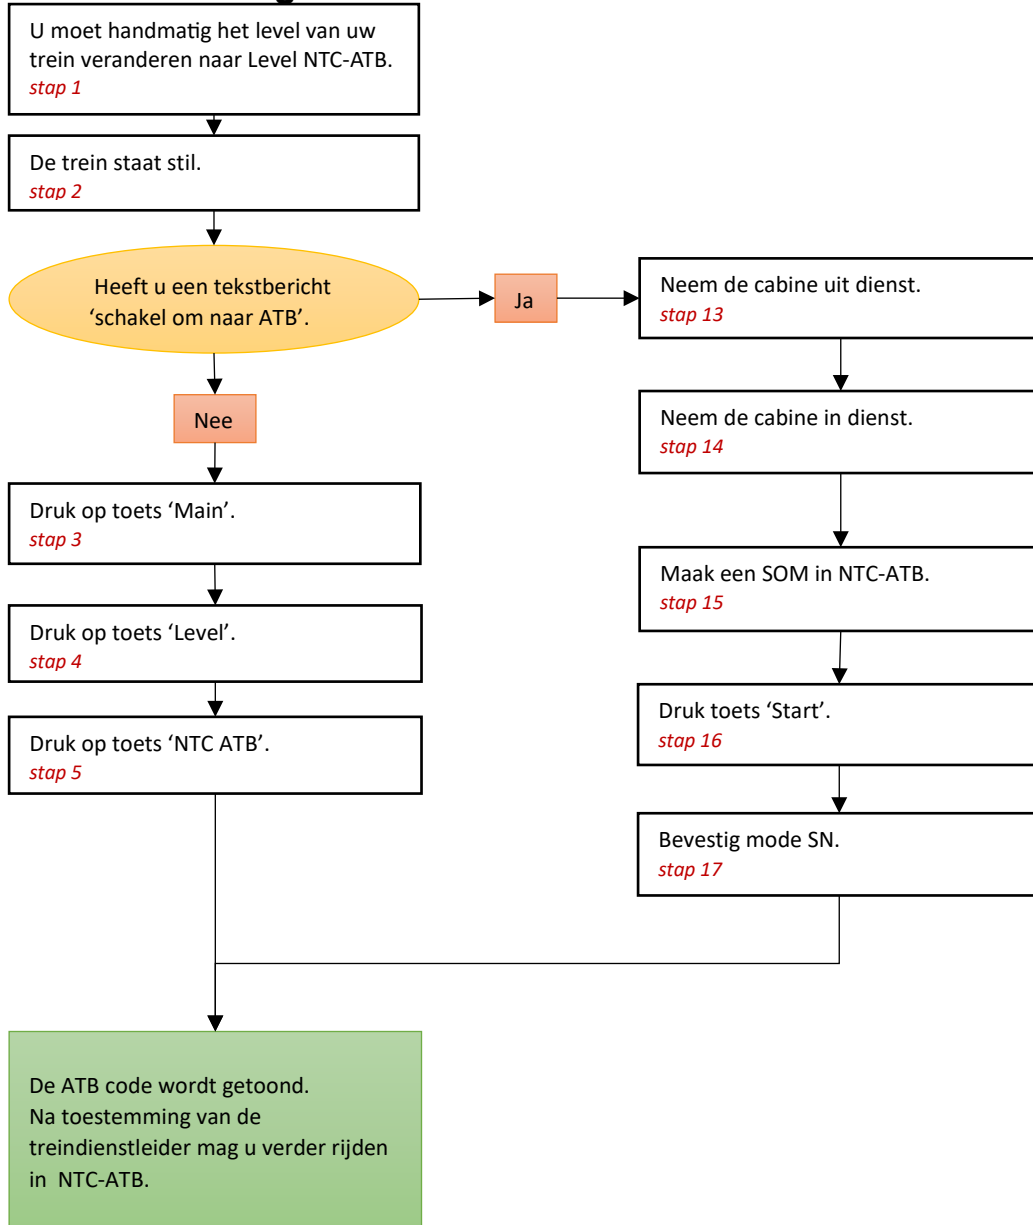 U moet handmatig het level van uw
trein veranderen naar Level NTC-ATB.
stap 1
De trein staat stil.
stap 2
Heeft u een tekstbericht
‘schakel om naar ATB’.
Ja
Nee
Druk op toets ‘Main’.
stap 3
Druk op toets ‘Level’.
stap 4
Druk op toets ‘NTC ATB’.
stap 5
Neem de cabine uit dienst.
stap 13
Neem de cabine in dienst.
stap 14
Maak een SOM in NTC-ATB.
stap 15
Druk toets ‘Start’.
stap 16
Bevestig mode SN.
stap 17
De ATB code wordt getoond.
Na toestemming van de
treindienstleider mag u verder rijden
in NTC-ATB.